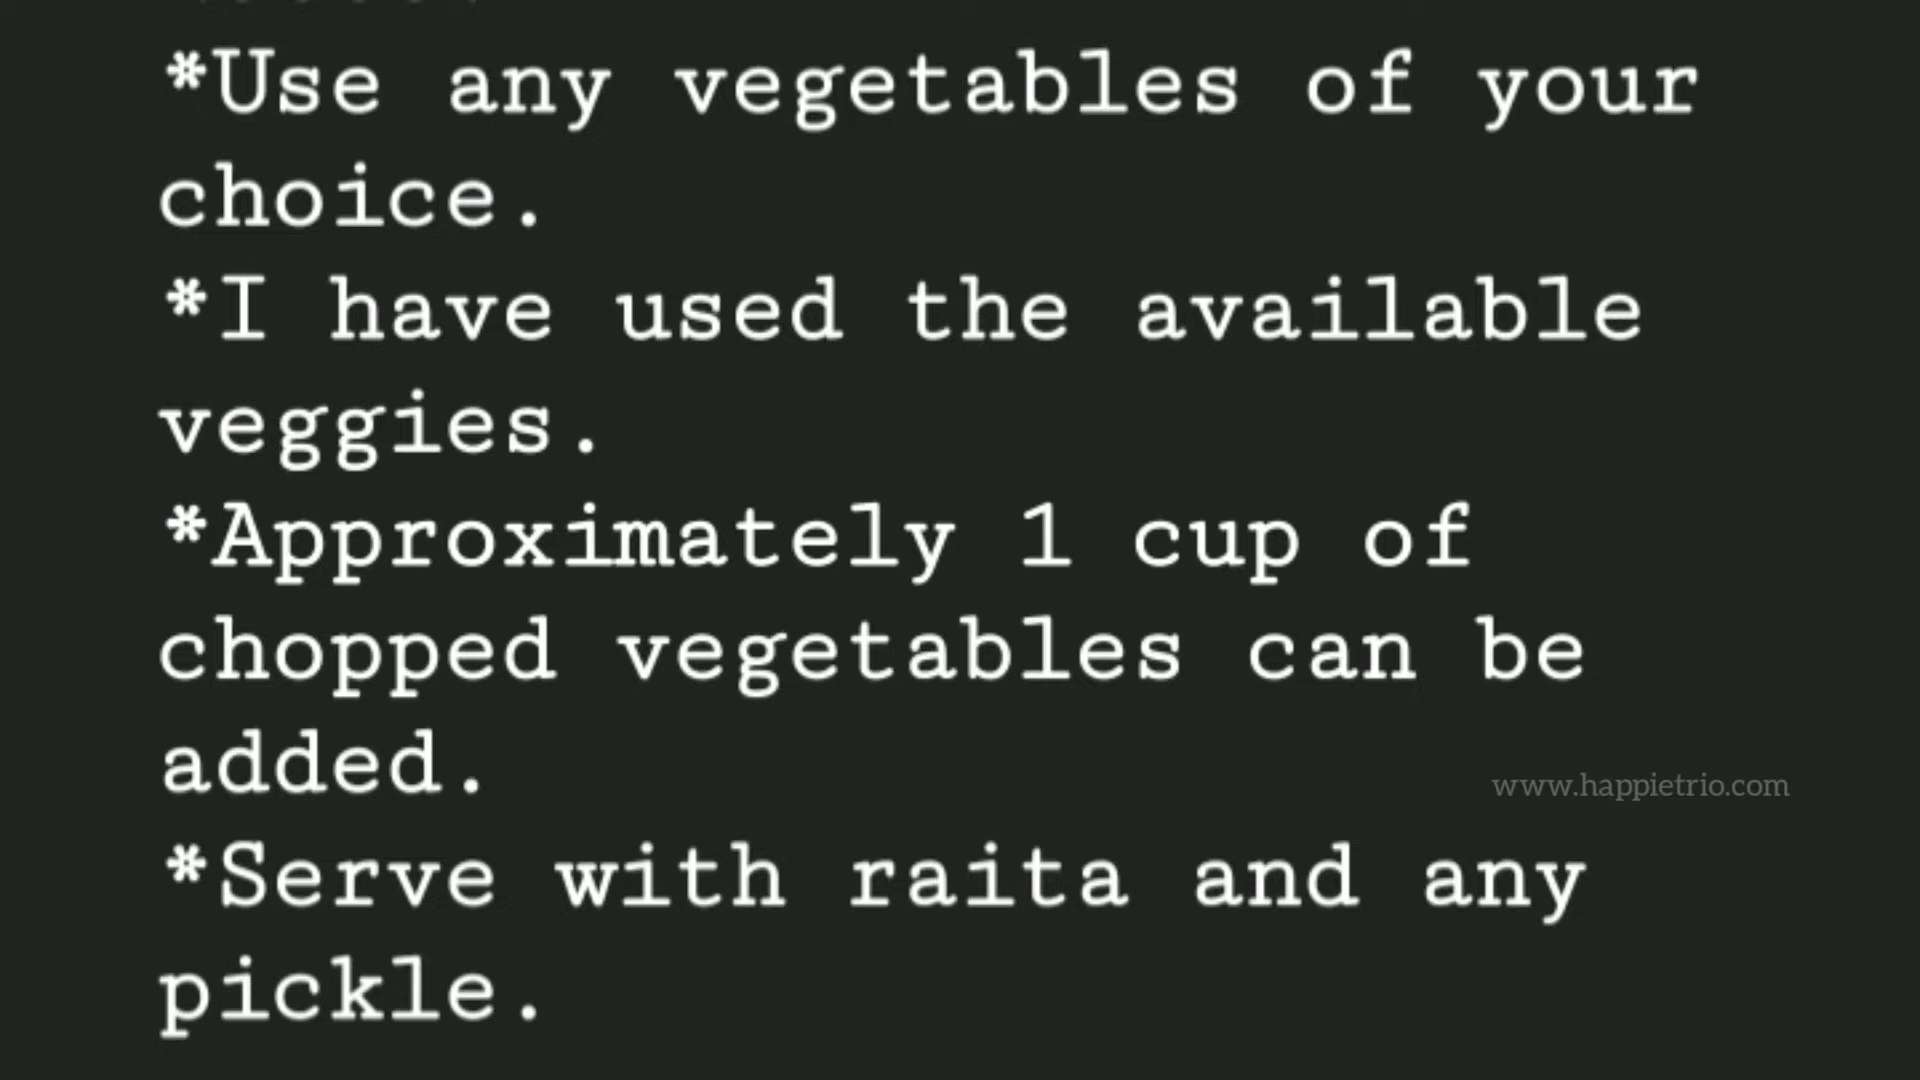 *Use any vegetables of your
choice.
*I have used the available
veggies.
*Approximately 1 cup of
chopped vegetables can be
added.
www.happietrio.com
*Serve with raita and any
pickle.